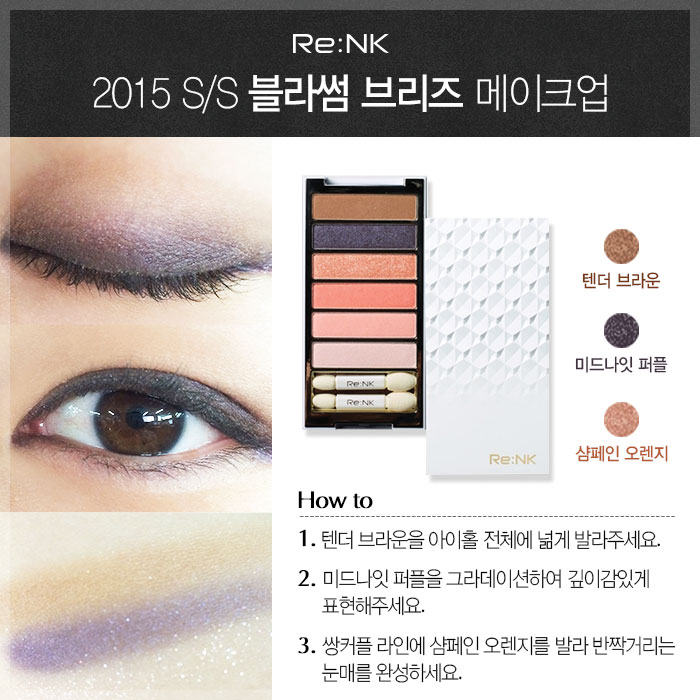 Re:NK
2015 S/S 블라썸 브리즈 메이크업
Re:NK
Re:NK
Re:NK
텐더 브라운
미드나잇 퍼플
샴페인 오렌지
How to
1. 텐더 브라운을 아이홀 전체에 넓게 발라주세요.
2. 미드나잇 퍼플을 그라데이션하여 깊이감있게
표현해주세요.
3. 쌍커플 라인에 샴페인 오렌지를 발라 반짝거리는
눈매를 완성하세요.